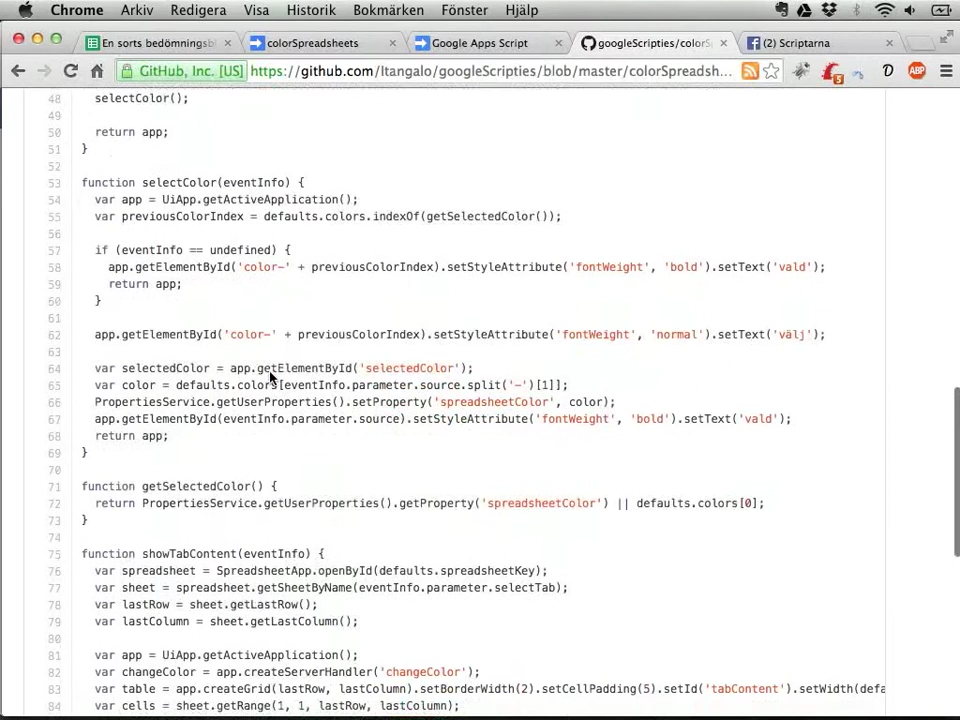 Chrome Arkiv Redigera Visa Historik Bokmärken Fönster Hjälp
En sorts bedömningsbl × colorSpreadsheets × Google Apps Script × googleScripties/colorS × (2) Scriptarna ×
GitHub, Inc. [US] https://github.com/Itangalo/googleScripties/blob/master/colorSpreadsh... 5 D ABP
48 selectColor();
49
50 return app;
51 }
52
53 function selectColor(eventInfo) {
54 var app = UiApp.getActiveApplication();
55 var previousColorIndex = defaults.colors.indexOf(getSelectedColor());
56
57 if (eventInfo == undefined) {
58 app.getElementById('color-' + previousColorIndex).setStyleAttribute('fontWeight', 'bold').setText('vald');
59 return app;
60 }
61
62 app.getElementById('color-' + previousColorIndex).setStyleAttribute('fontWeight', 'normal').setText('välj');
63
64 var selectedColor = app.getElementById('selectedColor');
65 var color = defaults.colors[eventInfo.parameter.source.split('-')[1]];
66 PropertiesService.getUserProperties().setProperty('spreadsheetColor', color);
67 app.getElementById(eventInfo.parameter.source).setStyleAttribute('fontWeight', 'bold').setText('vald');
68 return app;
69 }
70
71 function getSelectedColor() {
72 return PropertiesService.getUserProperties().getProperty('spreadsheetColor') || defaults.colors[0];
73 }
74
75 function showTabContent(eventInfo) {
76 var spreadsheet = SpreadsheetApp.openById(defaults.spreadsheetKey);
77 var sheet = spreadsheet.getSheetByName(eventInfo.parameter.selectTab);
78 var lastRow = sheet.getLastRow();
79 var lastColumn = sheet.getLastColumn();
80
81 var app = UiApp.getActiveApplication();
82 var changeColor = app.createServerHandler('changeColor');
83 var table = app.createGrid(lastRow, lastColumn).setBorderWidth(2).setCellPadding(5).setId('tabContent').setWidth(defa
84 var cells = sheet.getRange(1, 1, lastRow, lastColumn);